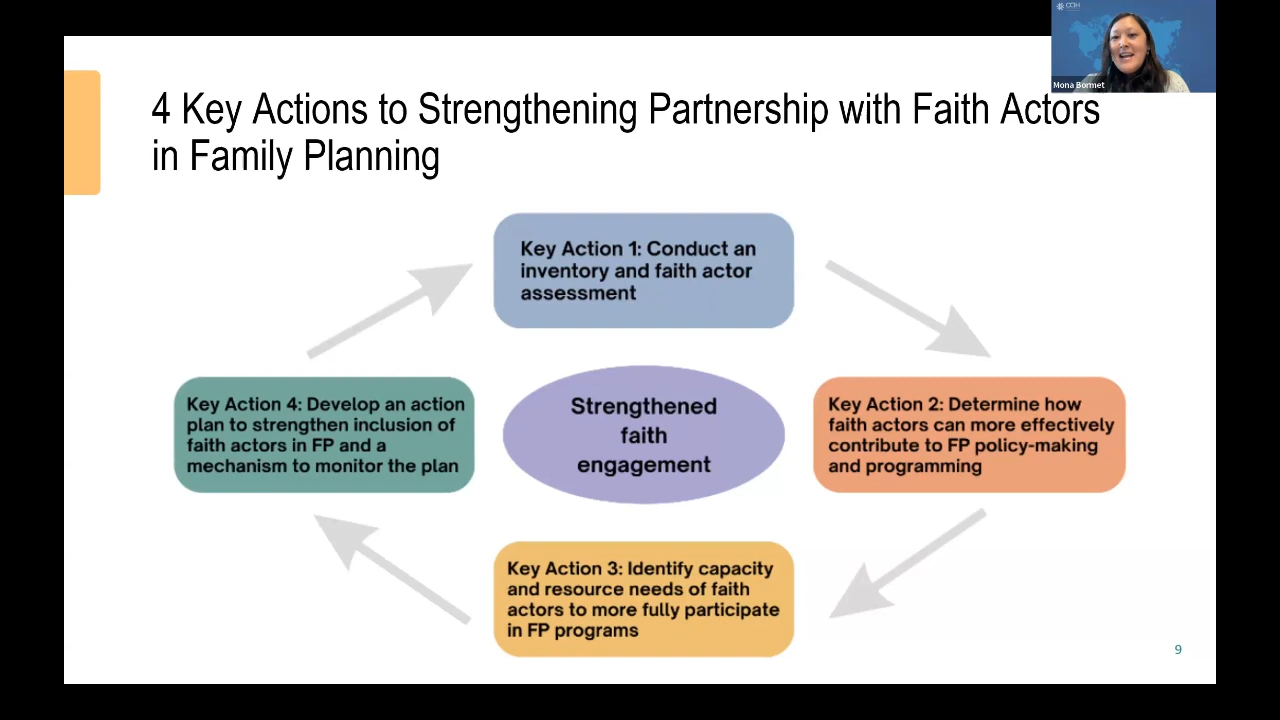 CCIH
Mona Bormet
4 Key Actions to Strengthening Partnership with Faith Actors
in Family Planning
Key Action 1: Conduct an
inventory and faith actor
assessment
Key Action 2: Determine how
faith actors can more effectively
contribute to FP policy-making
and programming
Key Action 3: Identify capacity
and resource needs of faith
actors to more fully participate
in FP programs
Key Action 4: Develop an action
plan to strengthen inclusion of
faith actors in FP and a
mechanism to monitor the plan
Strengthened
faith
engagement
9